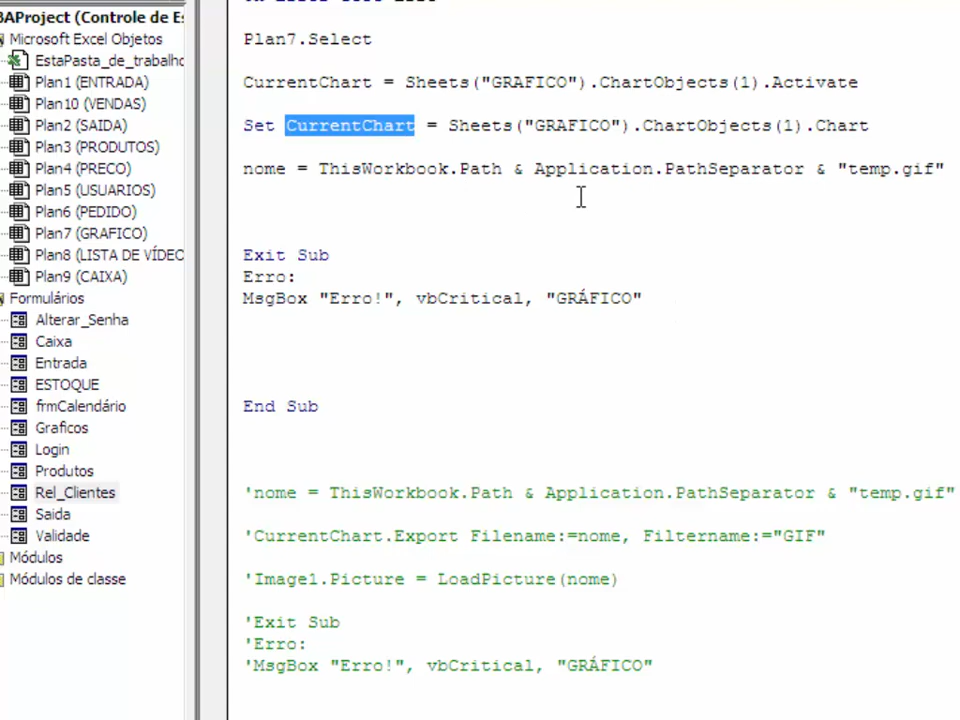 BAProject (Controle de Es
Microsoft Excel Objetos
EstaPasta_de_trabalho
Plan1 (ENTRADA)
Plan10 (VENDAS)
Plan2 (SAIDA)
Plan3 (PRODUTOS)
Plan4 (PRECO)
Plan5 (USUARIOS)
Plan6 (PEDIDO)
Plan7 (GRAFICO)
Plan8 (LISTA DE VÍDEO
Plan9 (CAIXA)
Formulários
Alterar_Senha
Caixa
Entrada
ESTOQUE
frmCalendário
Graficos
Login
Produtos
Rel_Clientes
Saida
Validade
Módulos
Módulos de classe
Plan7.Select
CurrentChart = Sheets("GRAFICO").ChartObjects(1).Activate
Set CurrentChart = Sheets("GRAFICO").ChartObjects(1).Chart
nome = ThisWorkbook.Path & Application.PathSeparator & "temp.gif"
Exit Sub
Erro:
MsgBox "Erro!", vbCritical, "GRÁFICO"
End Sub
'nome = ThisWorkbook.Path & Application.PathSeparator & "temp.gif"
'CurrentChart.Export Filename:=nome, Filtername:="GIF"
'Image1.Picture = LoadPicture(nome)
'Exit Sub
'Erro:
'MsgBox "Erro!", vbCritical, "GRÁFICO"